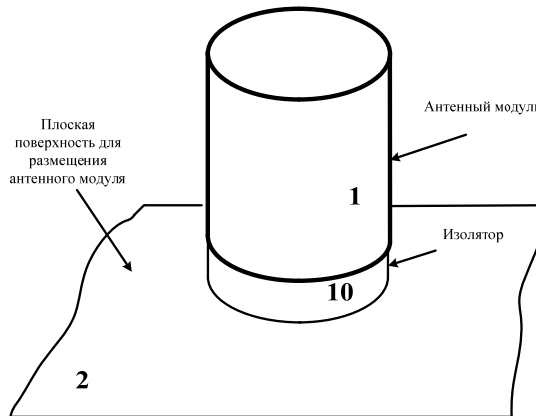 Плоская
поверхность для
размещения
антенного модуля
Антенный модуль
1
Изолятор
10
2